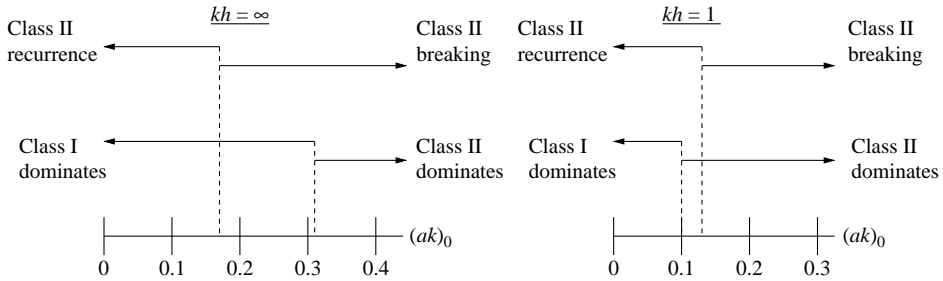 kh = ∞
Class II
recurrence
Class II
breaking
Class I
dominates
Class II
dominates
(ak)0
0 0.1 0.2 0.3 0.4
kh = 1
Class II
recurrence
Class II
breaking
Class I
dominates
Class II
dominates
(ak)0
0 0.1 0.2 0.3